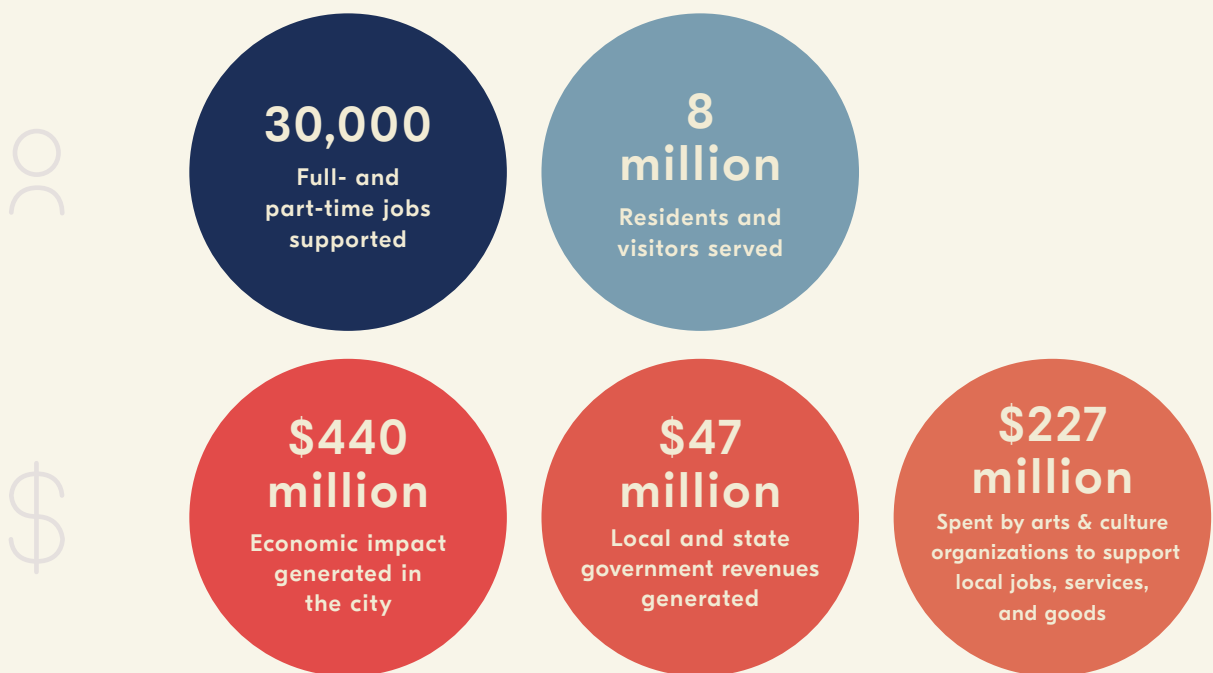 30,000
Full- and
part-time jobs
supported
8
million
Residents and
visitors served
$440
million
Economic impact
generated in
the city
$47
million
Local and state
government revenues
generated
$227
million
Spent by arts & culture
organizations to support
local jobs, services,
and goods